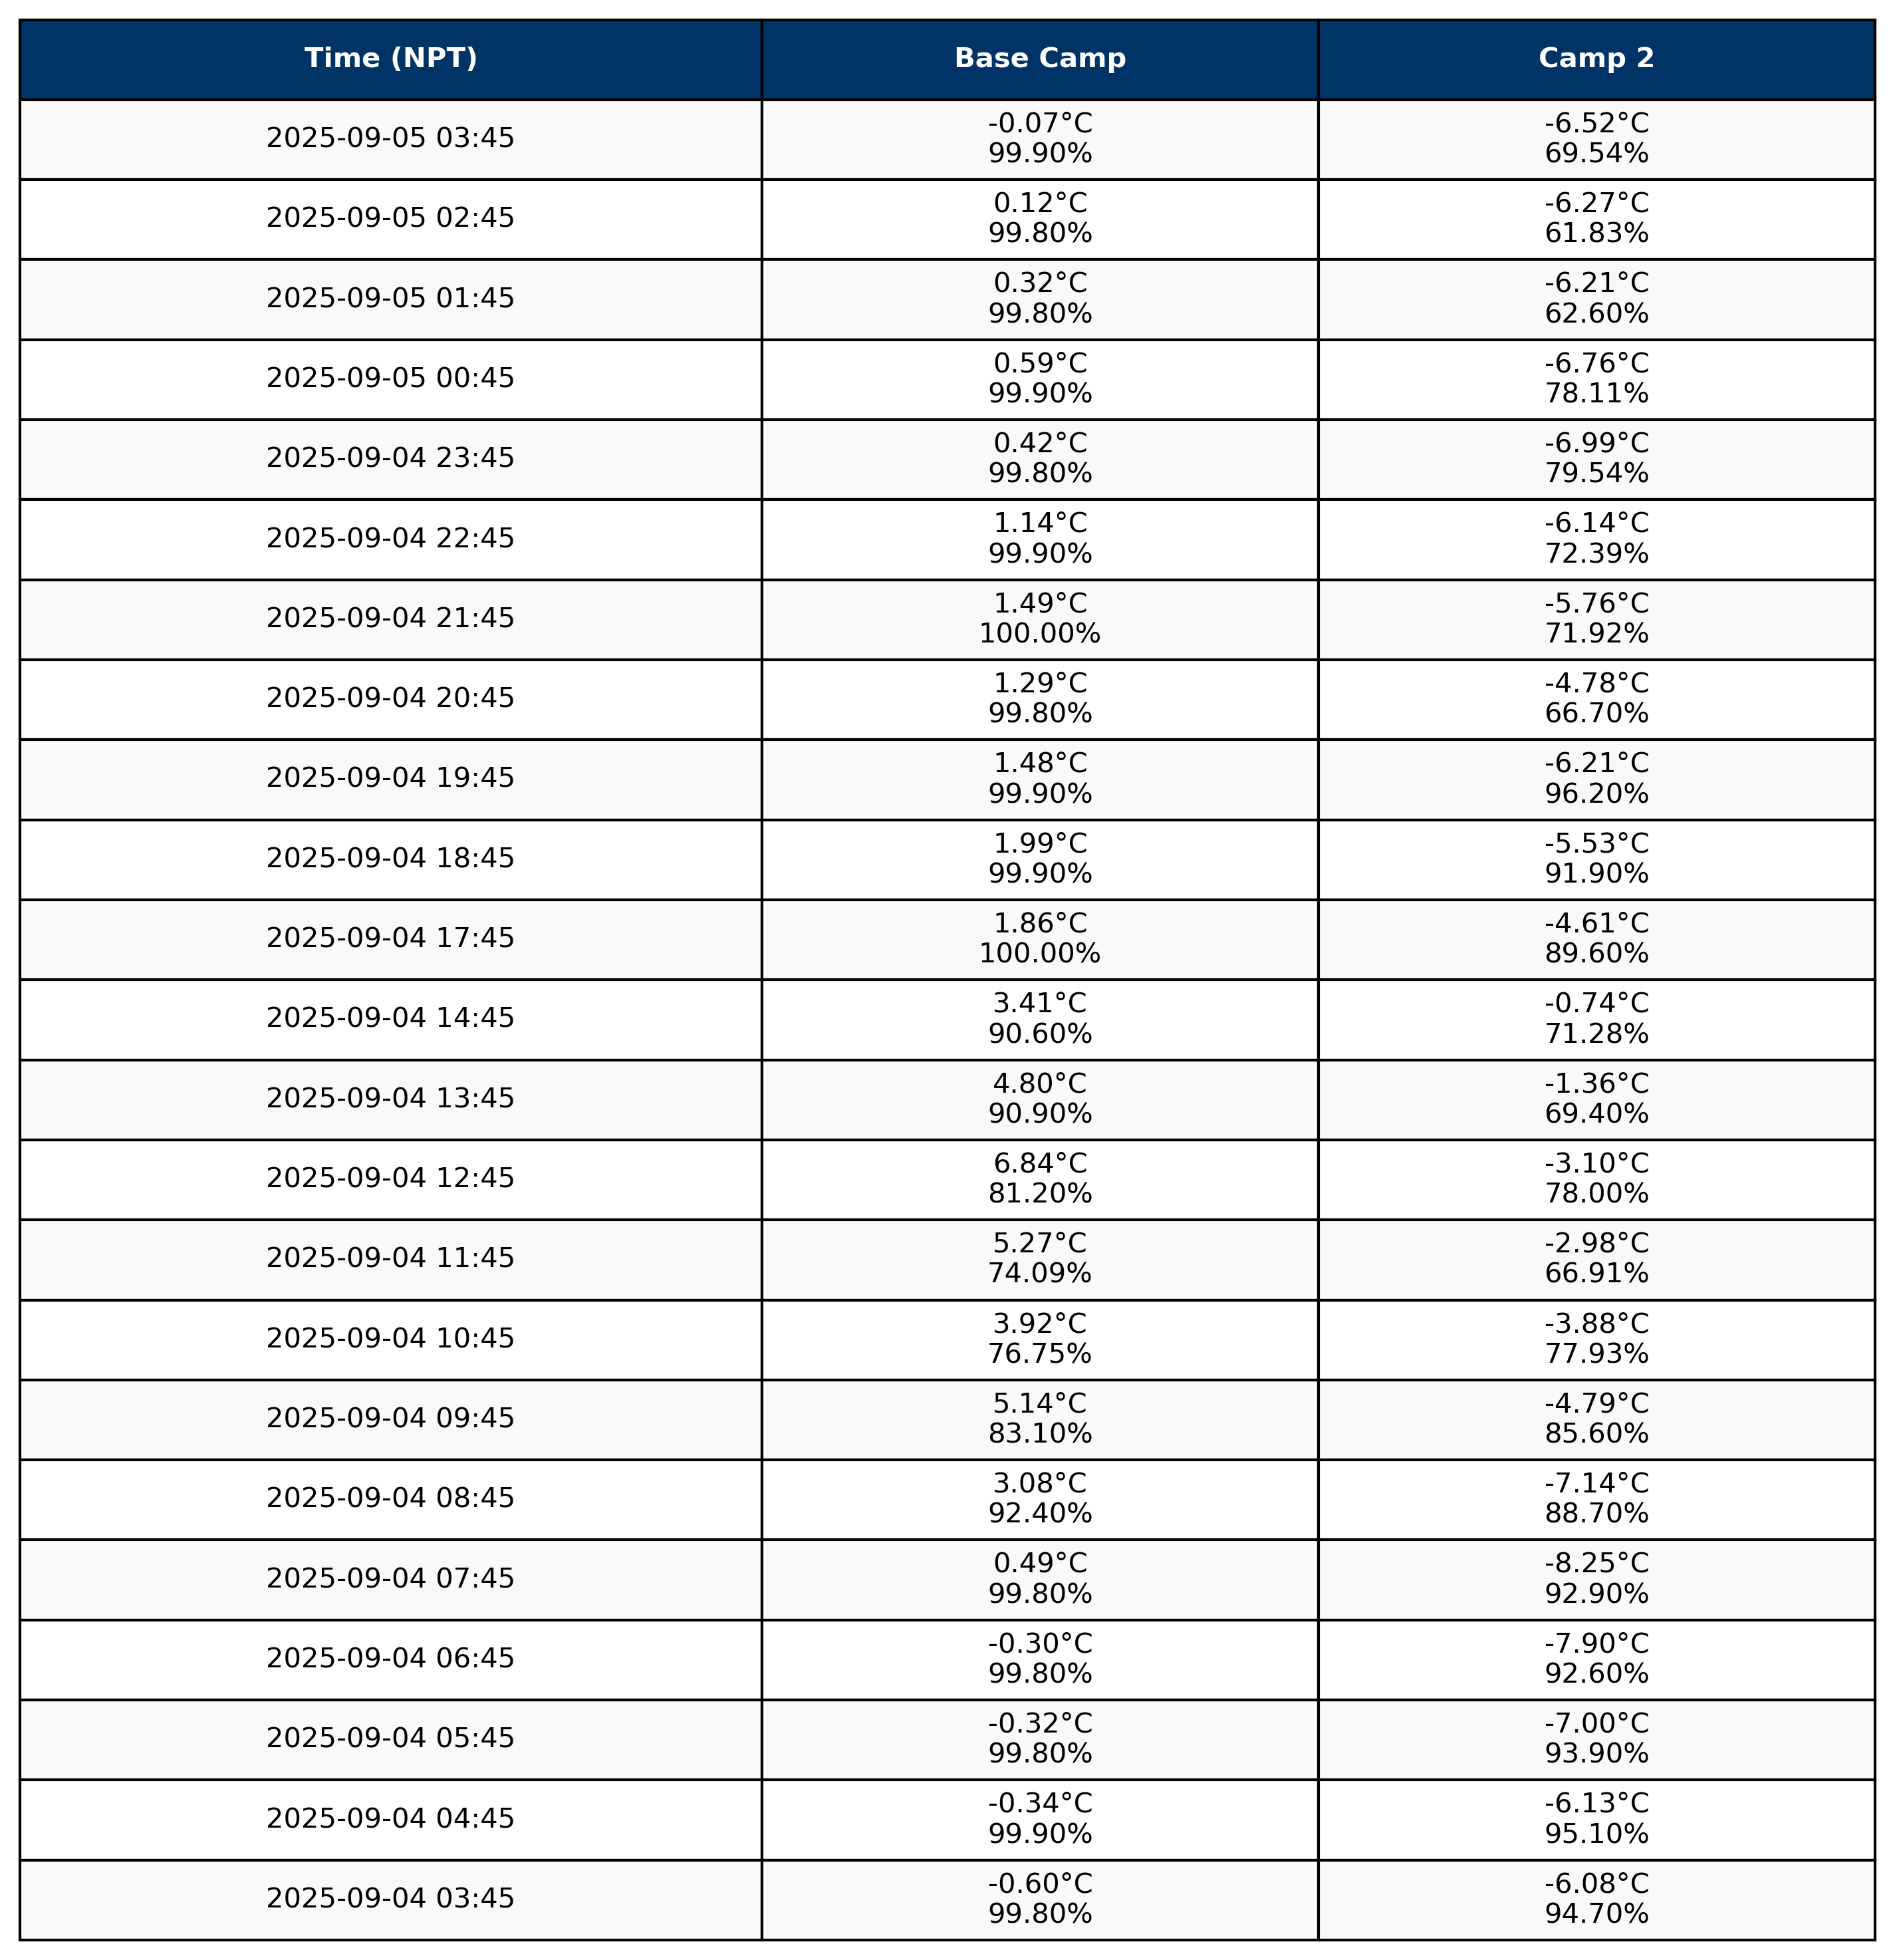 Time (NPT) Base Camp Camp 2
2025-09-05 03:45
-0.07°C -6.52°C
99.90% 69.54%
2025-09-05 02:45
0.12°C -6.27°C
99.80% 61.83%
2025-09-05 01:45
0.32°C -6.21°C
99.80% 62.60%
2025-09-05 00:45
0.59°C -6.76°C
99.90% 78.11%
2025-09-04 23:45
0.42°C -6.99°C
99.80% 79.54%
2025-09-04 22:45
1.14°C -6.14°C
99.90% 72.39%
2025-09-04 21:45
1.49°C -5.76°C
100.00% 71.92%
2025-09-04 20:45
1.29°C -4.78°C
99.80% 66.70%
2025-09-04 19:45
1.48°C -6.21°C
99.90% 96.20%
2025-09-04 18:45
1.99°C -5.53°C
99.90% 91.90%
2025-09-04 17:45
1.86°C -4.61°C
100.00% 89.60%
2025-09-04 14:45
3.41°C -0.74°C
90.60% 71.28%
2025-09-04 13:45
4.80°C -1.36°C
90.90% 69.40%
2025-09-04 12:45
6.84°C -3.10°C
81.20% 78.00%
2025-09-04 11:45
5.27°C -2.98°C
74.09% 66.91%
2025-09-04 10:45
3.92°C -3.88°C
76.75% 77.93%
2025-09-04 09:45
5.14°C -4.79°C
83.10% 85.60%
2025-09-04 08:45
3.08°C -7.14°C
92.40% 88.70%
2025-09-04 07:45
0.49°C -8.25°C
99.80% 92.90%
2025-09-04 06:45
-0.30°C -7.90°C
99.80% 92.60%
2025-09-04 05:45
-0.32°C -7.00°C
99.80% 93.90%
2025-09-04 04:45
-0.34°C -6.13°C
99.90% 95.10%
2025-09-04 03:45
-0.60°C -6.08°C
99.80% 94.70%